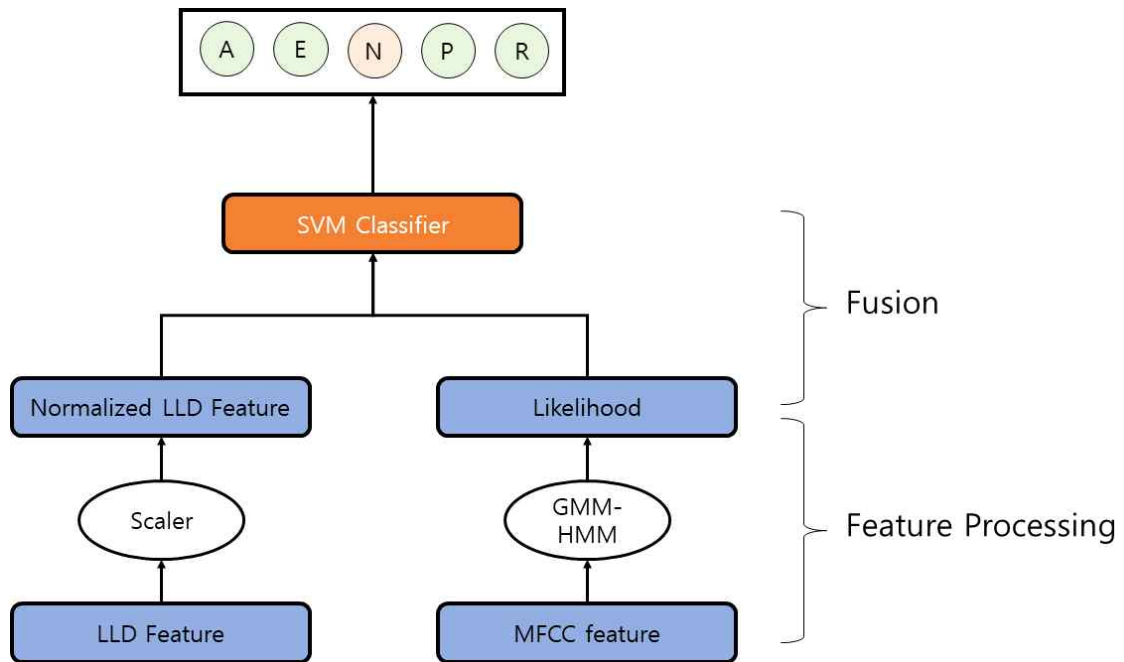 A E N P R
SVM Classifier
Fusion
Normalized LLD Feature
Likelihood
Scaler
GMM-
HMM
Feature Processing
LLD Feature
MFCC feature